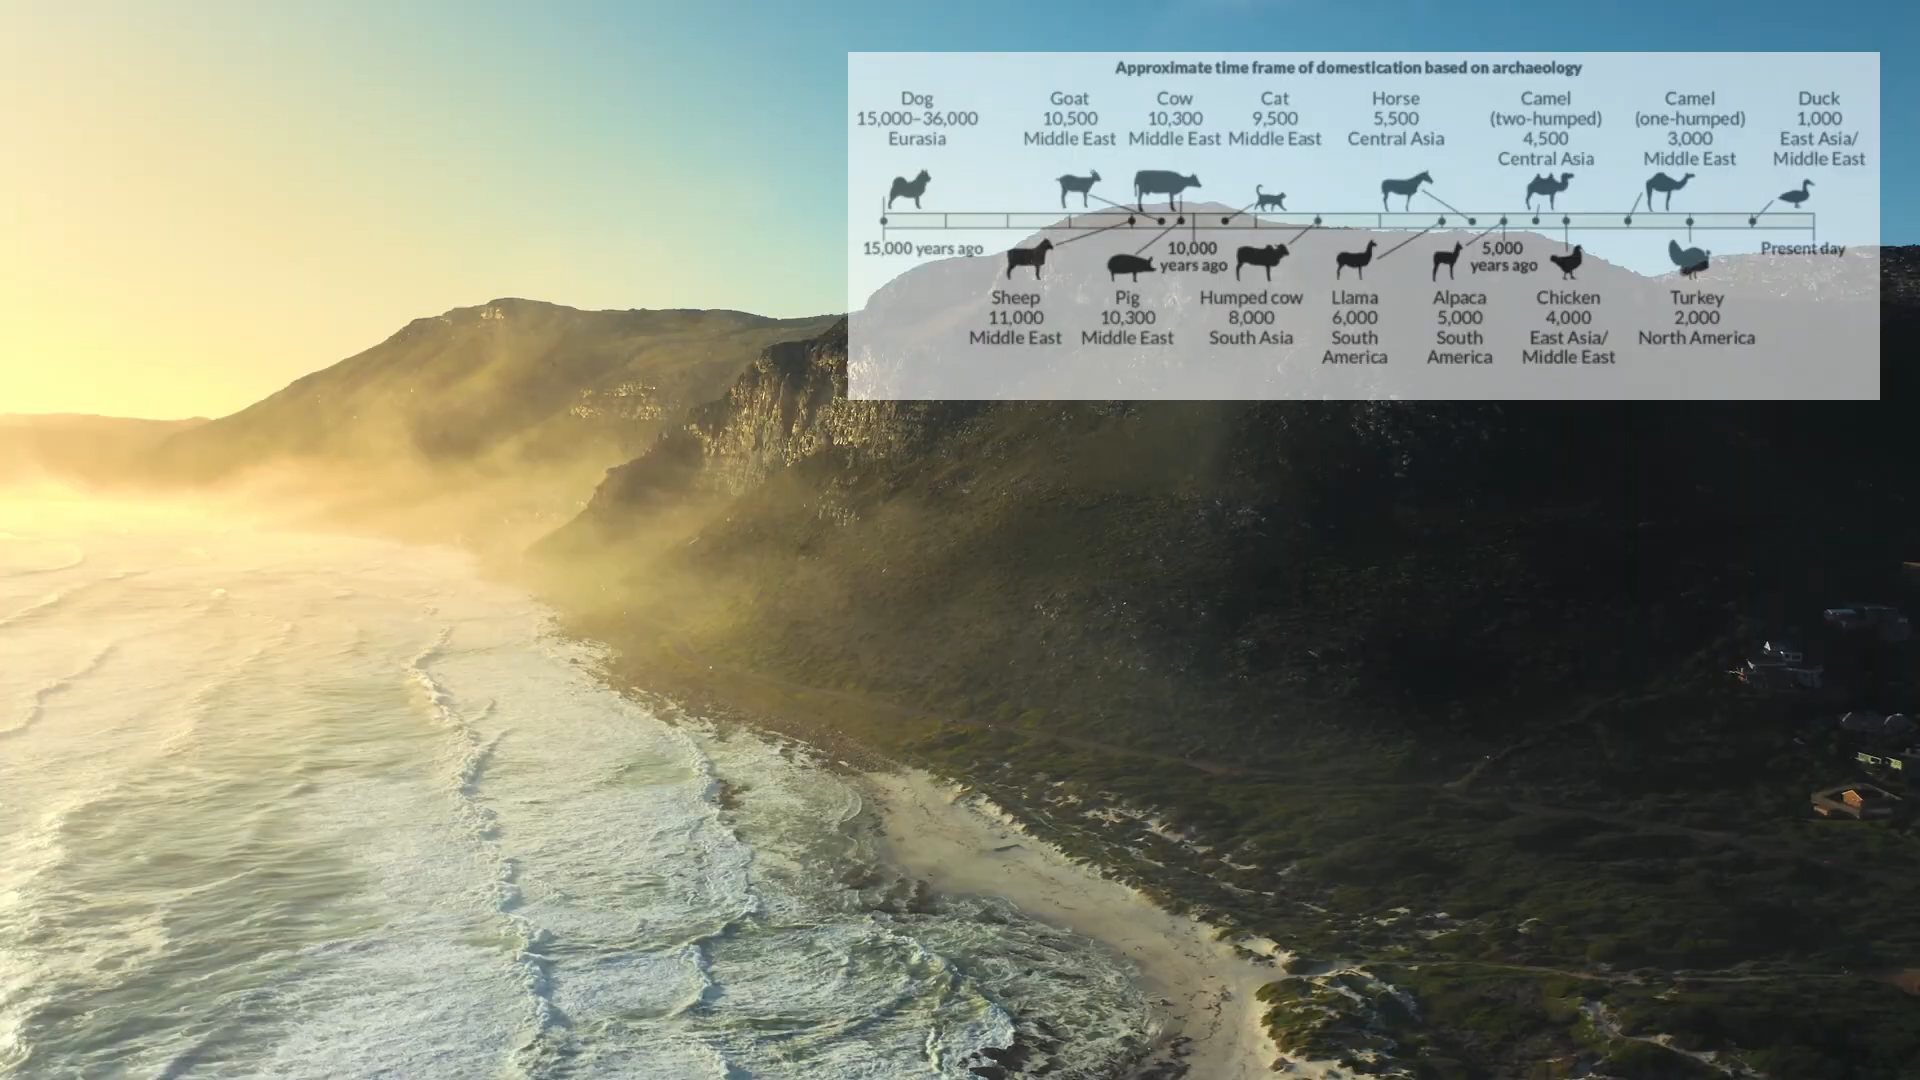 Approximate time frame of domestication based on archaeology
Dog
15,000–36,000
Eurasia
Goat
10,500
Middle East
Cow
10,300
Middle East
Cat
9,500
Middle East
Horse
5,500
Central Asia
Camel
(two-humped)
4,500
Central Asia
Camel
(one-humped)
3,000
Middle East
Duck
1,000
East Asia/
Middle East
15,000 years ago
10,000
years ago
5,000
years ago
Present day
Sheep
11,000
Middle East
Pig
10,300
Middle East
Humped cow
8,000
South Asia
Llama
6,000
South
America
Alpaca
5,000
South
America
Chicken
4,000
East Asia/
Middle East
Turkey
2,000
North America